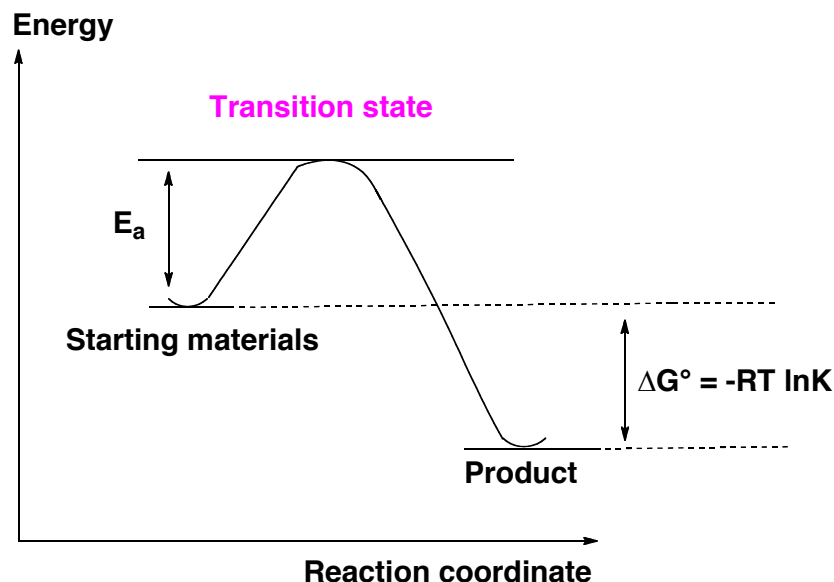 Energy
Transition state
Eₐ
Starting materials
ΔG° = -RT lnK
Product
Reaction coordinate